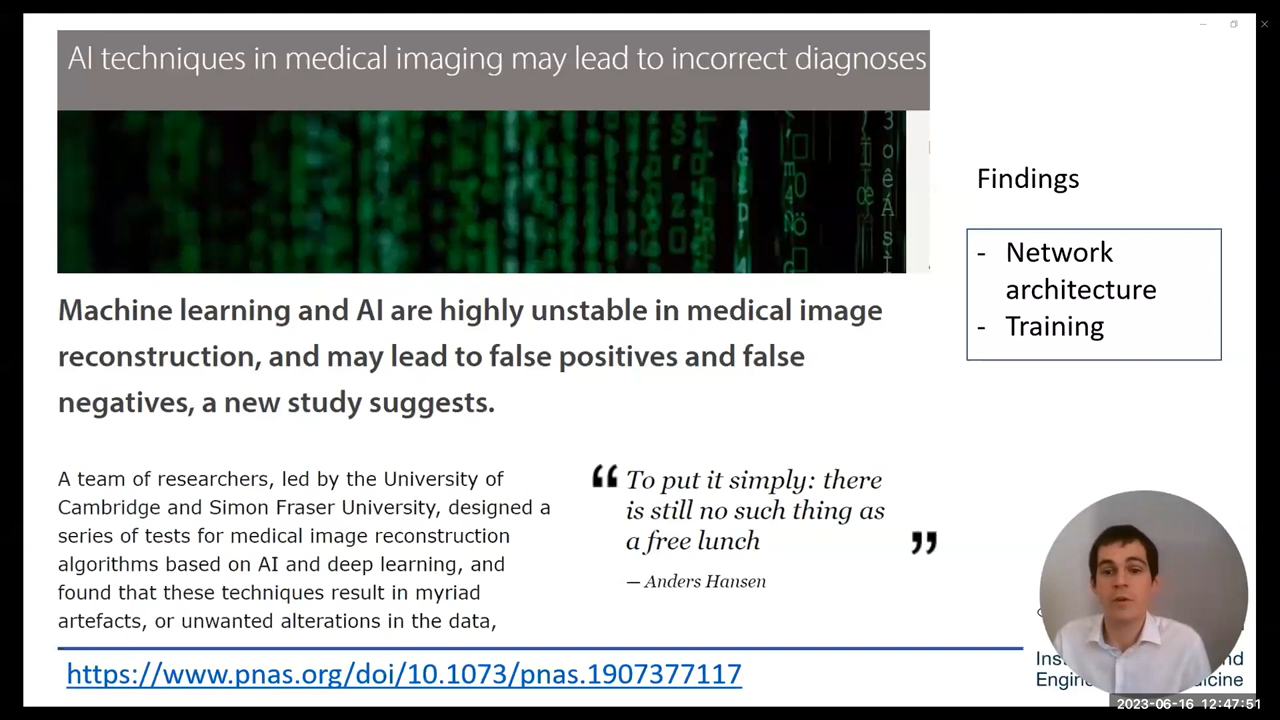 AI techniques in medical imaging may lead to incorrect diagnoses
Findings
- Network
architecture
- Training
Machine learning and AI are highly unstable in medical image
reconstruction, and may lead to false positives and false
negatives, a new study suggests.
A team of researchers, led by the University of
Cambridge and Simon Fraser University, designed a
series of tests for medical image reconstruction
algorithms based on AI and deep learning, and
found that these techniques result in myriad
artefacts, or unwanted alterations in the data,
“ To put it simply: there
is still no such thing as
a free lunch ”
— Anders Hansen
https://www.pnas.org/doi/10.1073/pnas.1907377117
2023-06-16 12:47:51